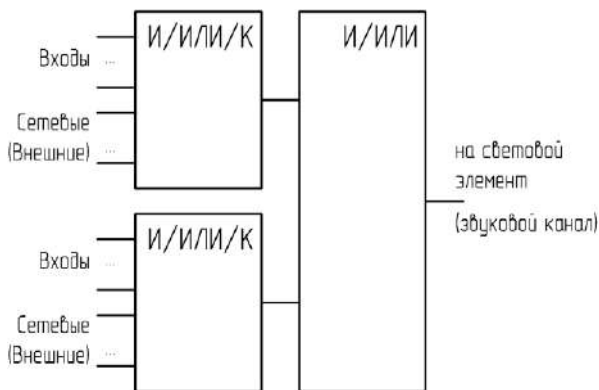 И/ИЛИ/К
И/ИЛИ
Входы ...
Сетевые
(Внешние) ...
на световой
элемент
(звуковой канал)
И/ИЛИ/К
Входы ...
Сетевые
(Внешние) ...